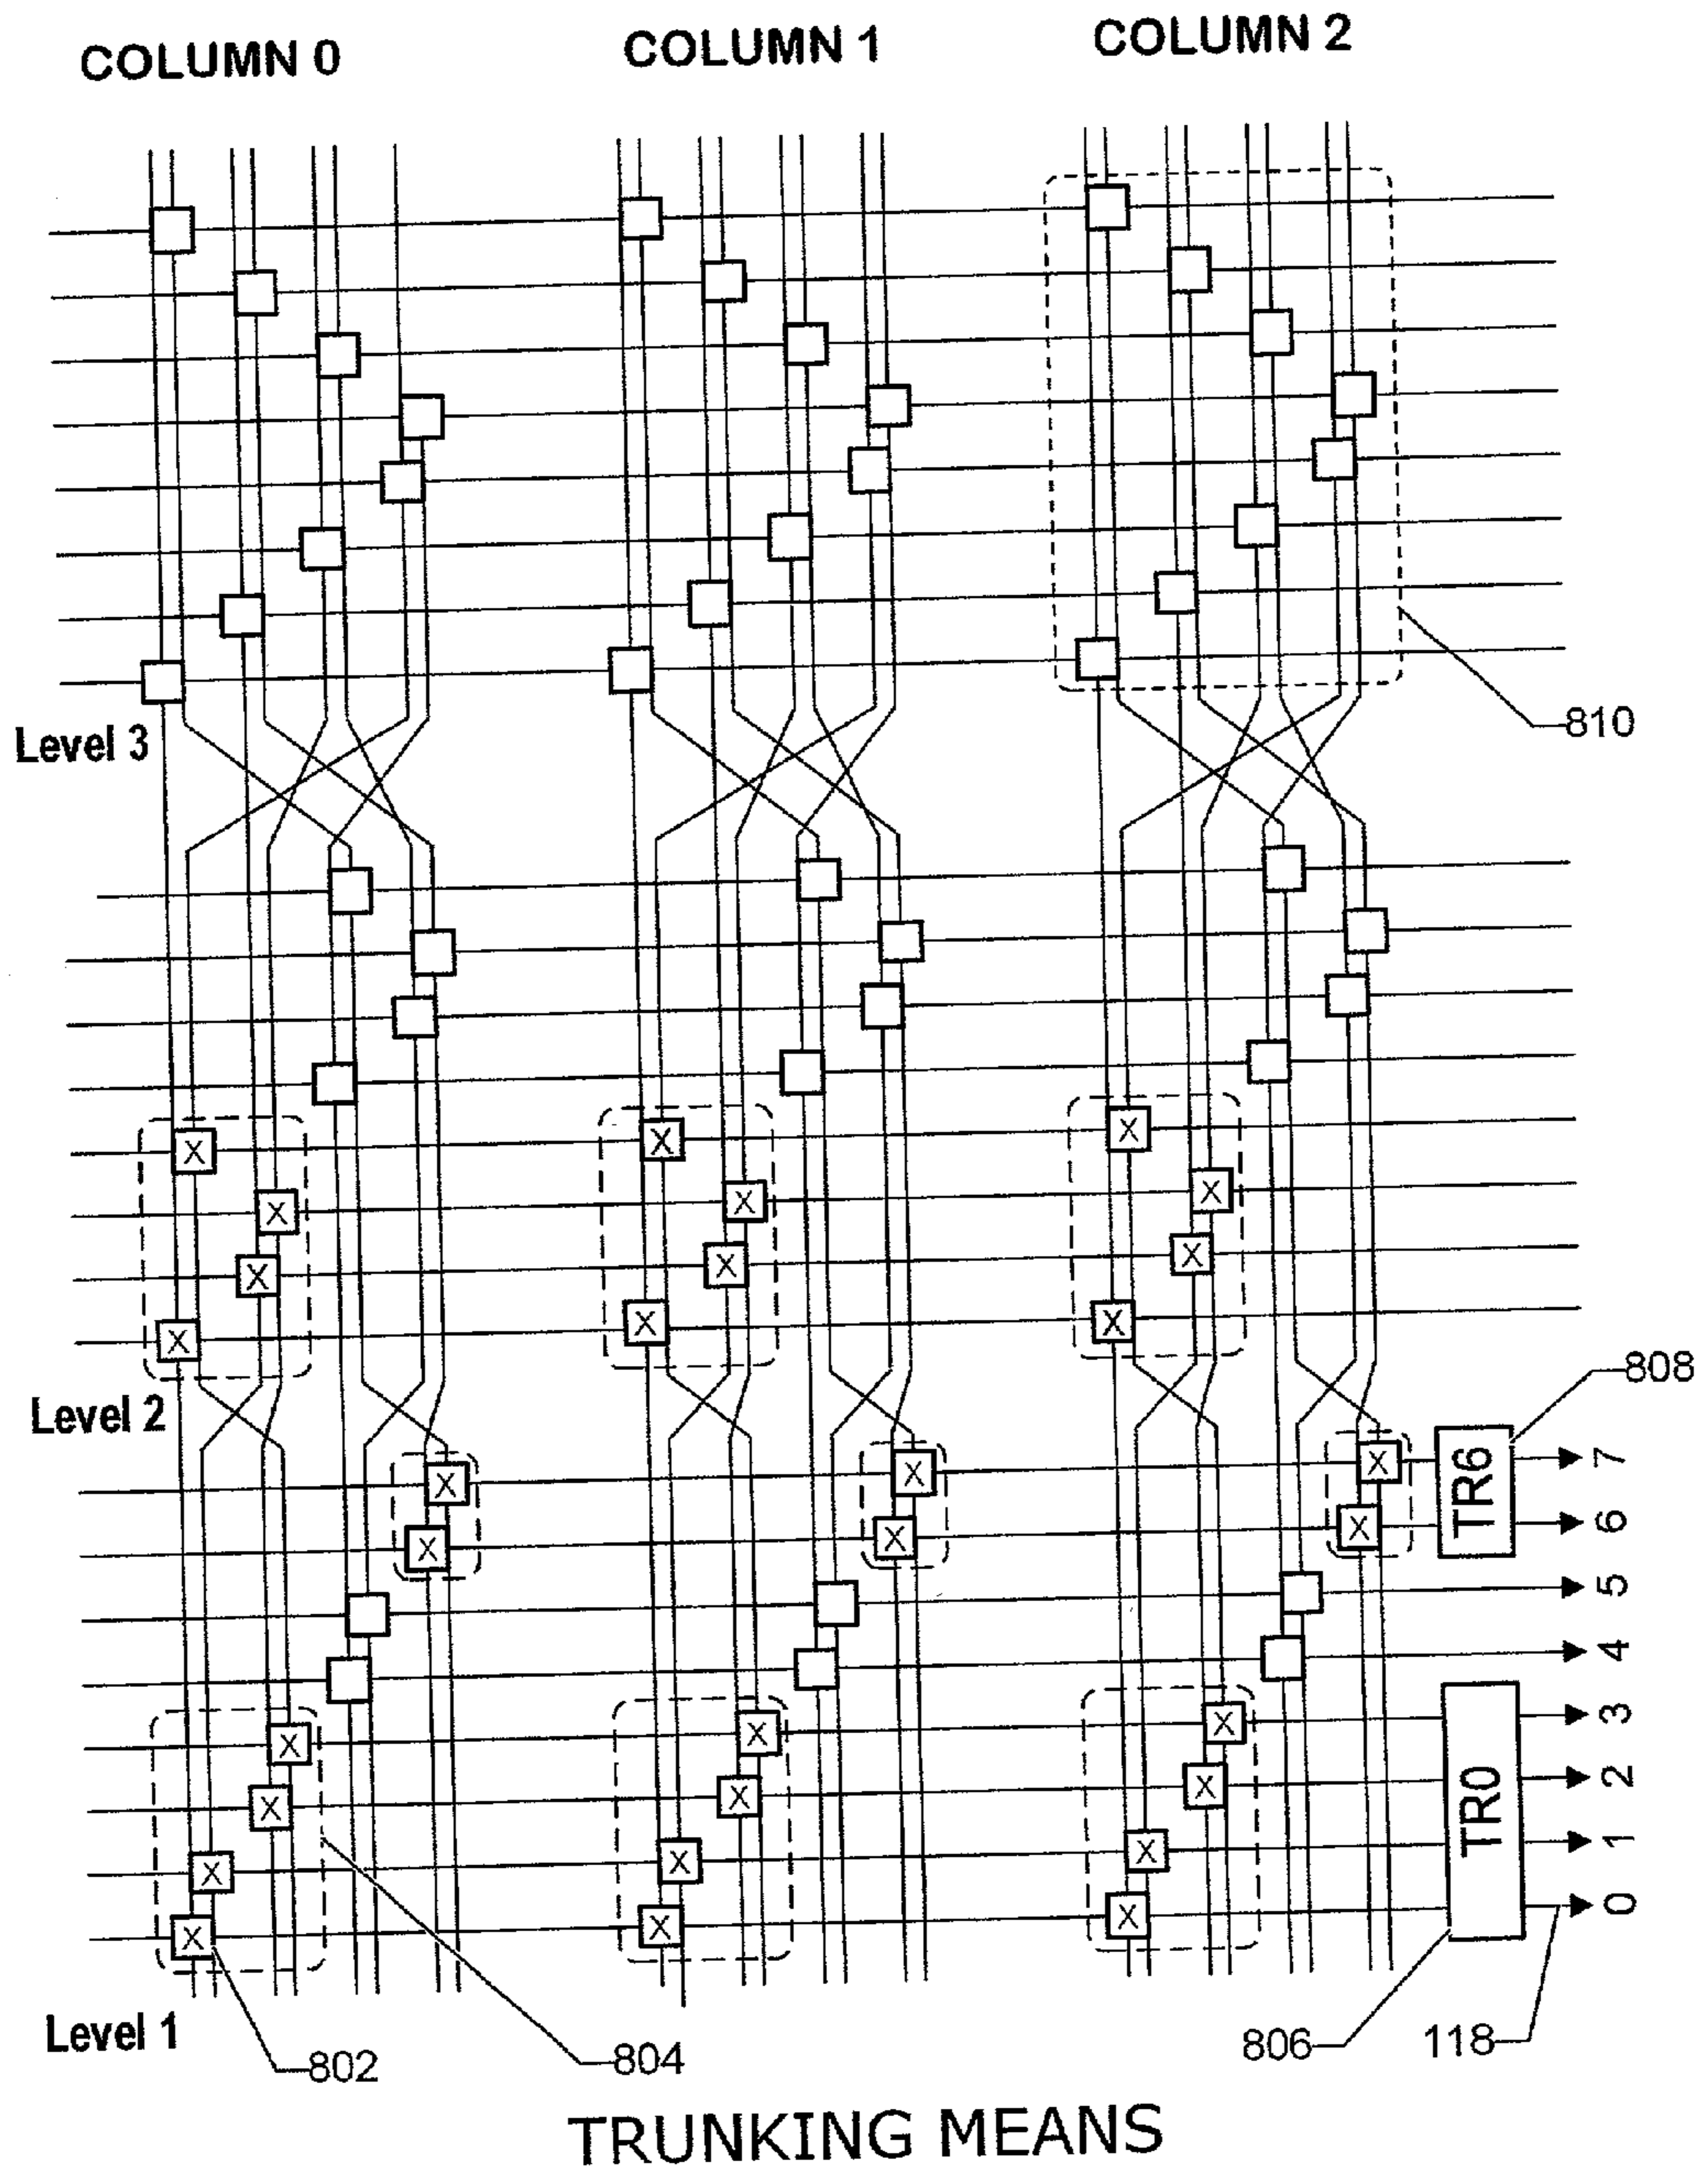 COLUMN 0
COLUMN 1
COLUMN 2
810
Level 3
X X X
X X X
X X X
X X X
808
Level 2
X X X TR6 7
X X X 6
5
4
X X X 3
X X X TR0 2
X X X 1
X X X 0
Level 1
802
804
806
118
TRUNKING MEANS